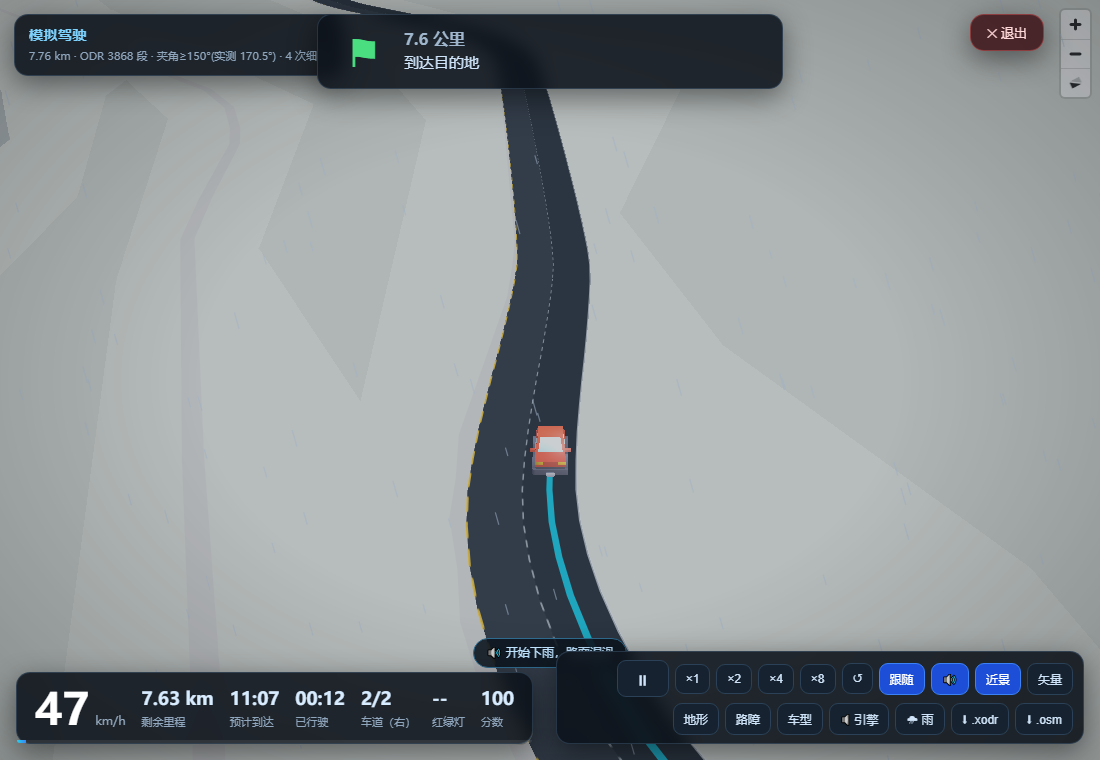 模拟驾驶
7.76 km · ODR 3868 段 · 夹角≥150°(实测 170.5°) · 4 次细
7.6 公里
到达目的地
退出
+
−
开始下雨，路面湿滑
47 km/h
7.63 km 11:07 00:12 2/2 -- 100
剩余里程 预计到达 已行驶 车道（右） 红绿灯 分数
×1 ×2 ×4 ×8 ↺ 跟随 近景 矢量
地形 路障 车型 引擎 雨 ⬇ .xodr ⬇ .osm